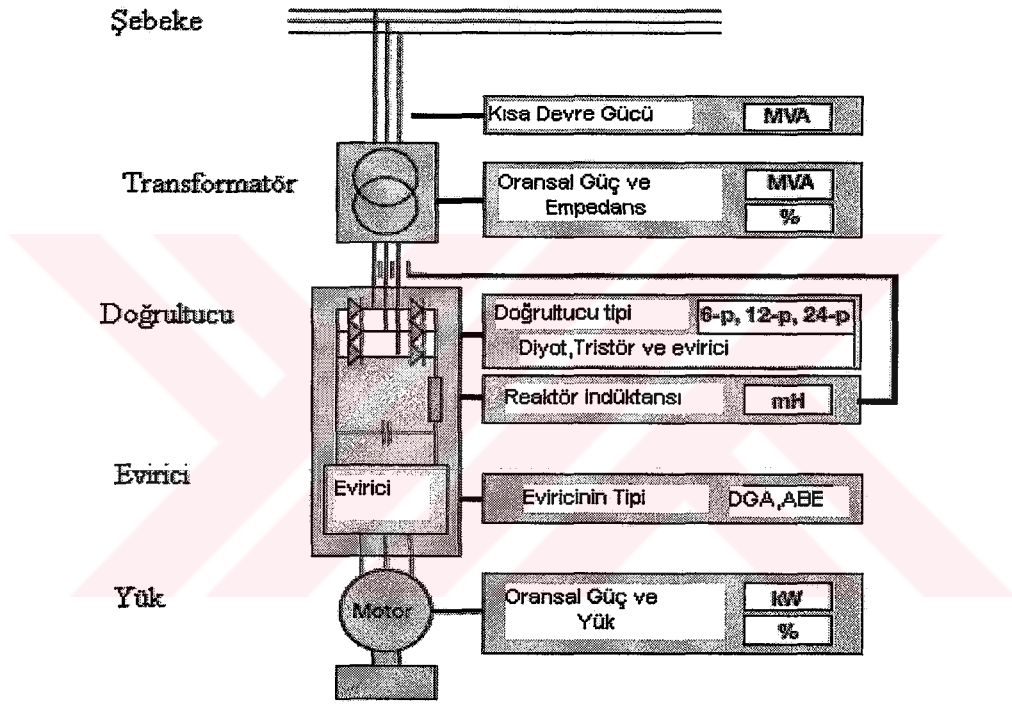 Şebeke
Kısa Devre Gücü MVA
Transformatör
Oransal Güç ve MVA
Empedans %
Doğrultucu
Doğrultucu tipi 6-p, 12-p, 24-p
Diyot,Tristör ve evirici
Reaktör indüktansı mH
Evirici
Evirici
Eviricinin Tipi DGA,ABE
Yük
Motor
Oransal Güç ve kW
Yük %